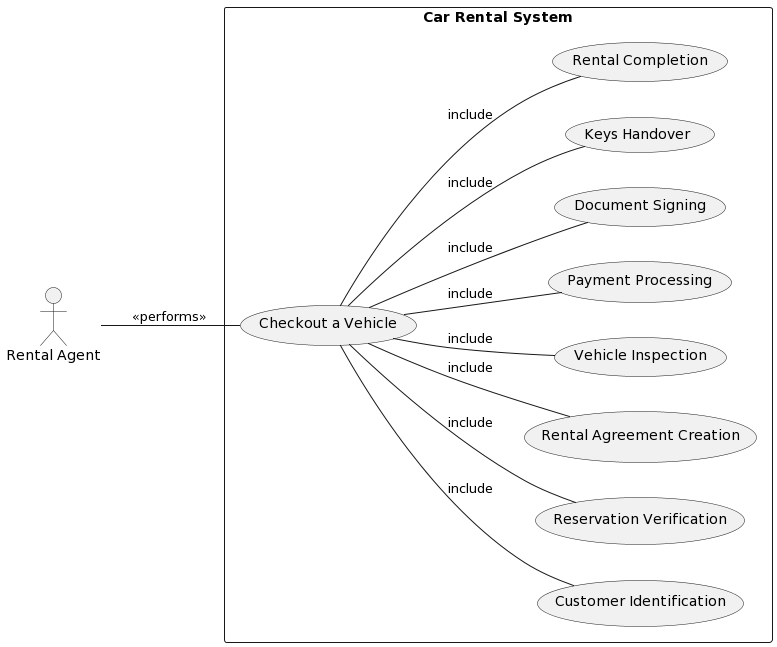 Car Rental System
Rental Completion
include
Keys Handover
include
Document Signing
include
Payment Processing
include
«performs»
Checkout a Vehicle
include
Vehicle Inspection
Rental Agent
include
Rental Agreement Creation
include
Reservation Verification
include
Customer Identification